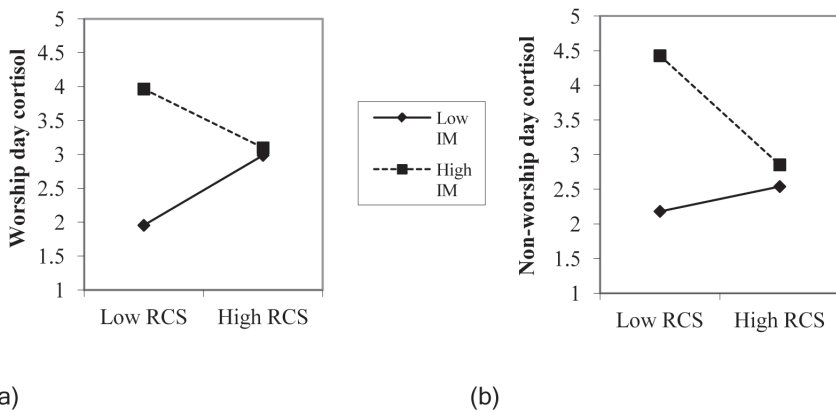 Worship day cortisol
5
4.5
4
3.5
3
2.5
2
1.5
1
Low RCS High RCS
Low
IM
High
IM
Non-worship day cortisol
5
4.5
4
3.5
3
2.5
2
1.5
1
Low RCS High RCS
a)
(b)